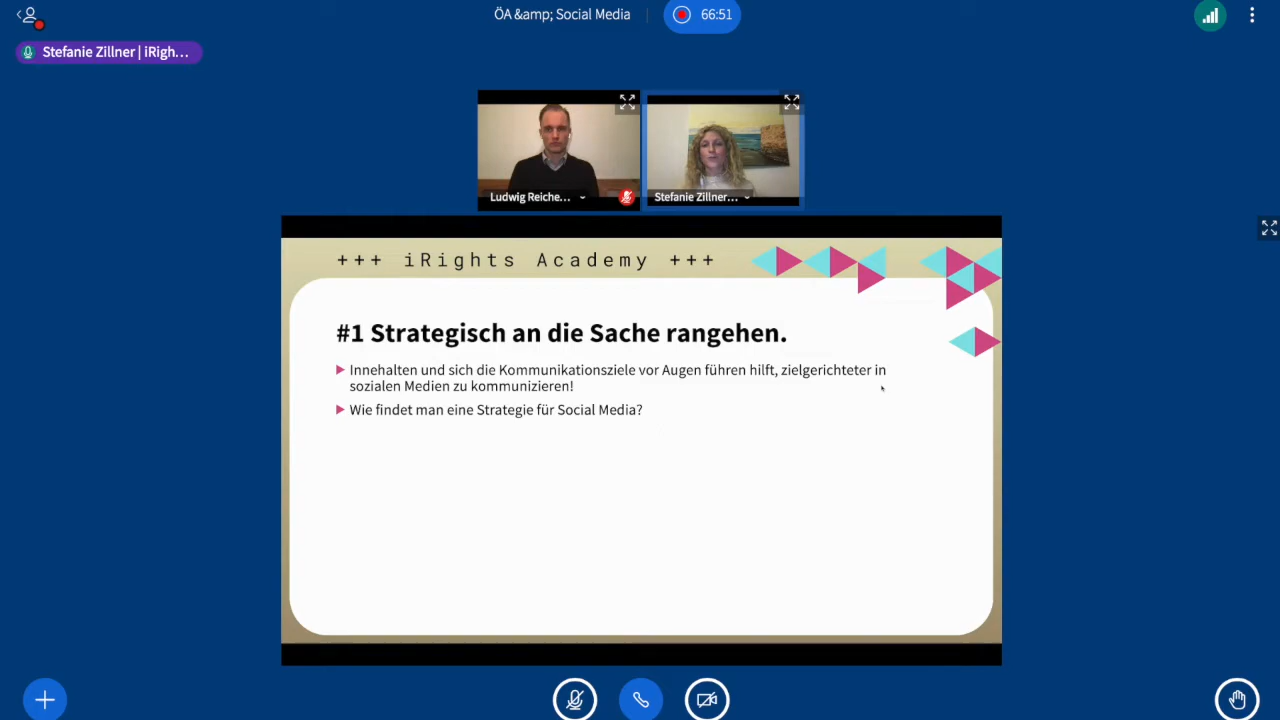 ÖA &amp; Social Media
66:51
Stefanie Zillner | iRigh...
Ludwig Reiche...
Stefanie Zillner...
+++ iRights Academy +++
#1 Strategisch an die Sache rangehen.
Innehalten und sich die Kommunikationsziele vor Augen führen hilft, zielgerichteter in
sozialen Medien zu kommunizieren!
Wie findet man eine Strategie für Social Media?